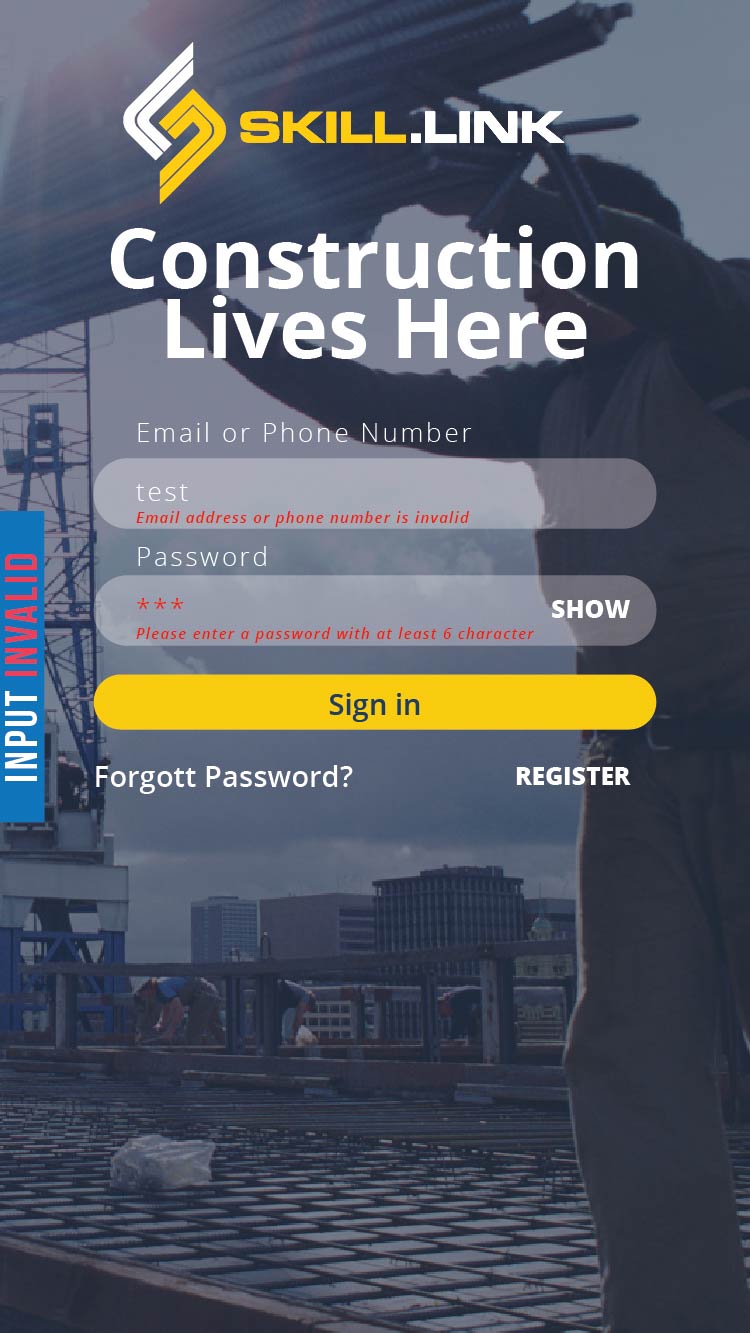 SKILL.LINK
Construction
Lives Here
Email or Phone Number
test
Email address or phone number is invalid
Password
***
SHOW
Please enter a password with at least 6 character
Sign in
Forgott Password?
REGISTER
INPUT INVALID